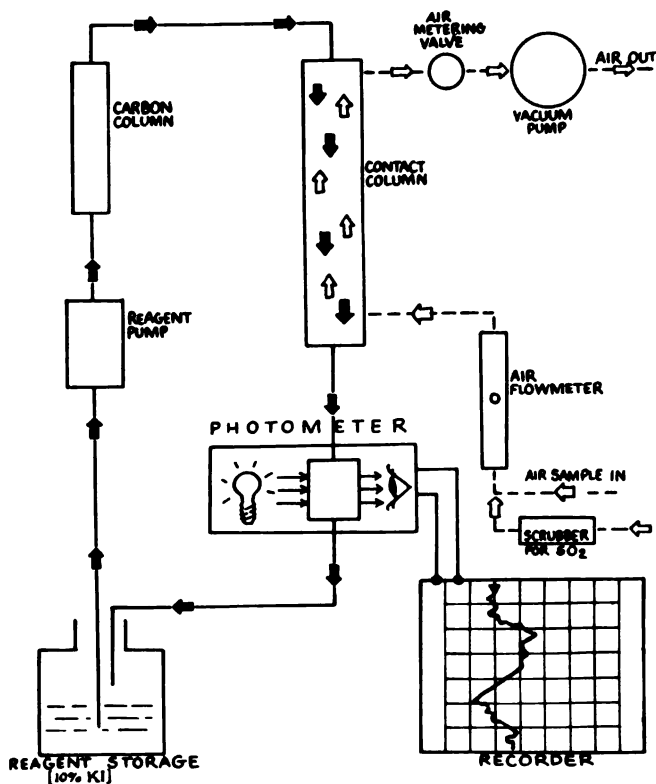 AIR
METERING
VALVE
AIR OUT
VACUUM
PUMP
CARBON
COLUMN
CONTACT
COLUMN
REAGENT
PUMP
AIR
FLOWMETER
PHOTOMETER
AIR SAMPLE IN
SCRUBBER
FOR SO2
REAGENT STORAGE
[10% KI]
RECORDER